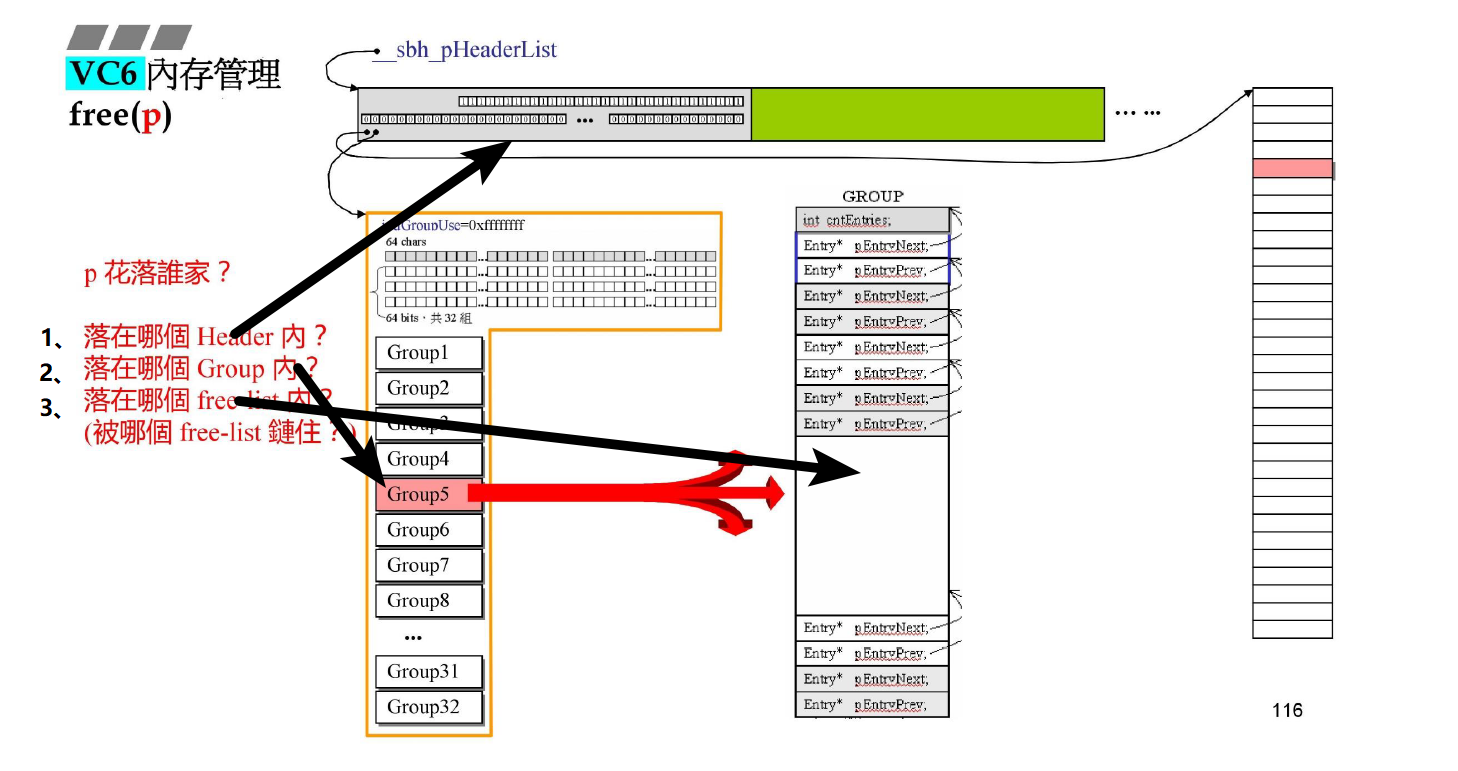 VC6 內存管理
free(p)
__sbh_pHeaderList
... ...
...
p 花落誰家？
1、落在哪個 Header 內？
2、落在哪個 Group 內？
3、落在哪個 free-list 內？
(被哪個 free-list 鏈住？)
indGroupUse=0xffffffff
64 chars
64 bits，共 32 組
Group1
Group2
Group3
Group4
Group5
Group6
Group7
Group8
...
Group31
Group32
GROUP
int cntEntries;
Entry* pEntryNext;
Entry* pEntryPrev;
Entry* pEntryNext;
Entry* pEntryPrev;
Entry* pEntryNext;
Entry* pEntryPrev;
Entry* pEntryNext;
Entry* pEntryPrev;
Entry* pEntryNext;
Entry* pEntryPrev;
Entry* pEntryNext;
Entry* pEntryPrev;
116